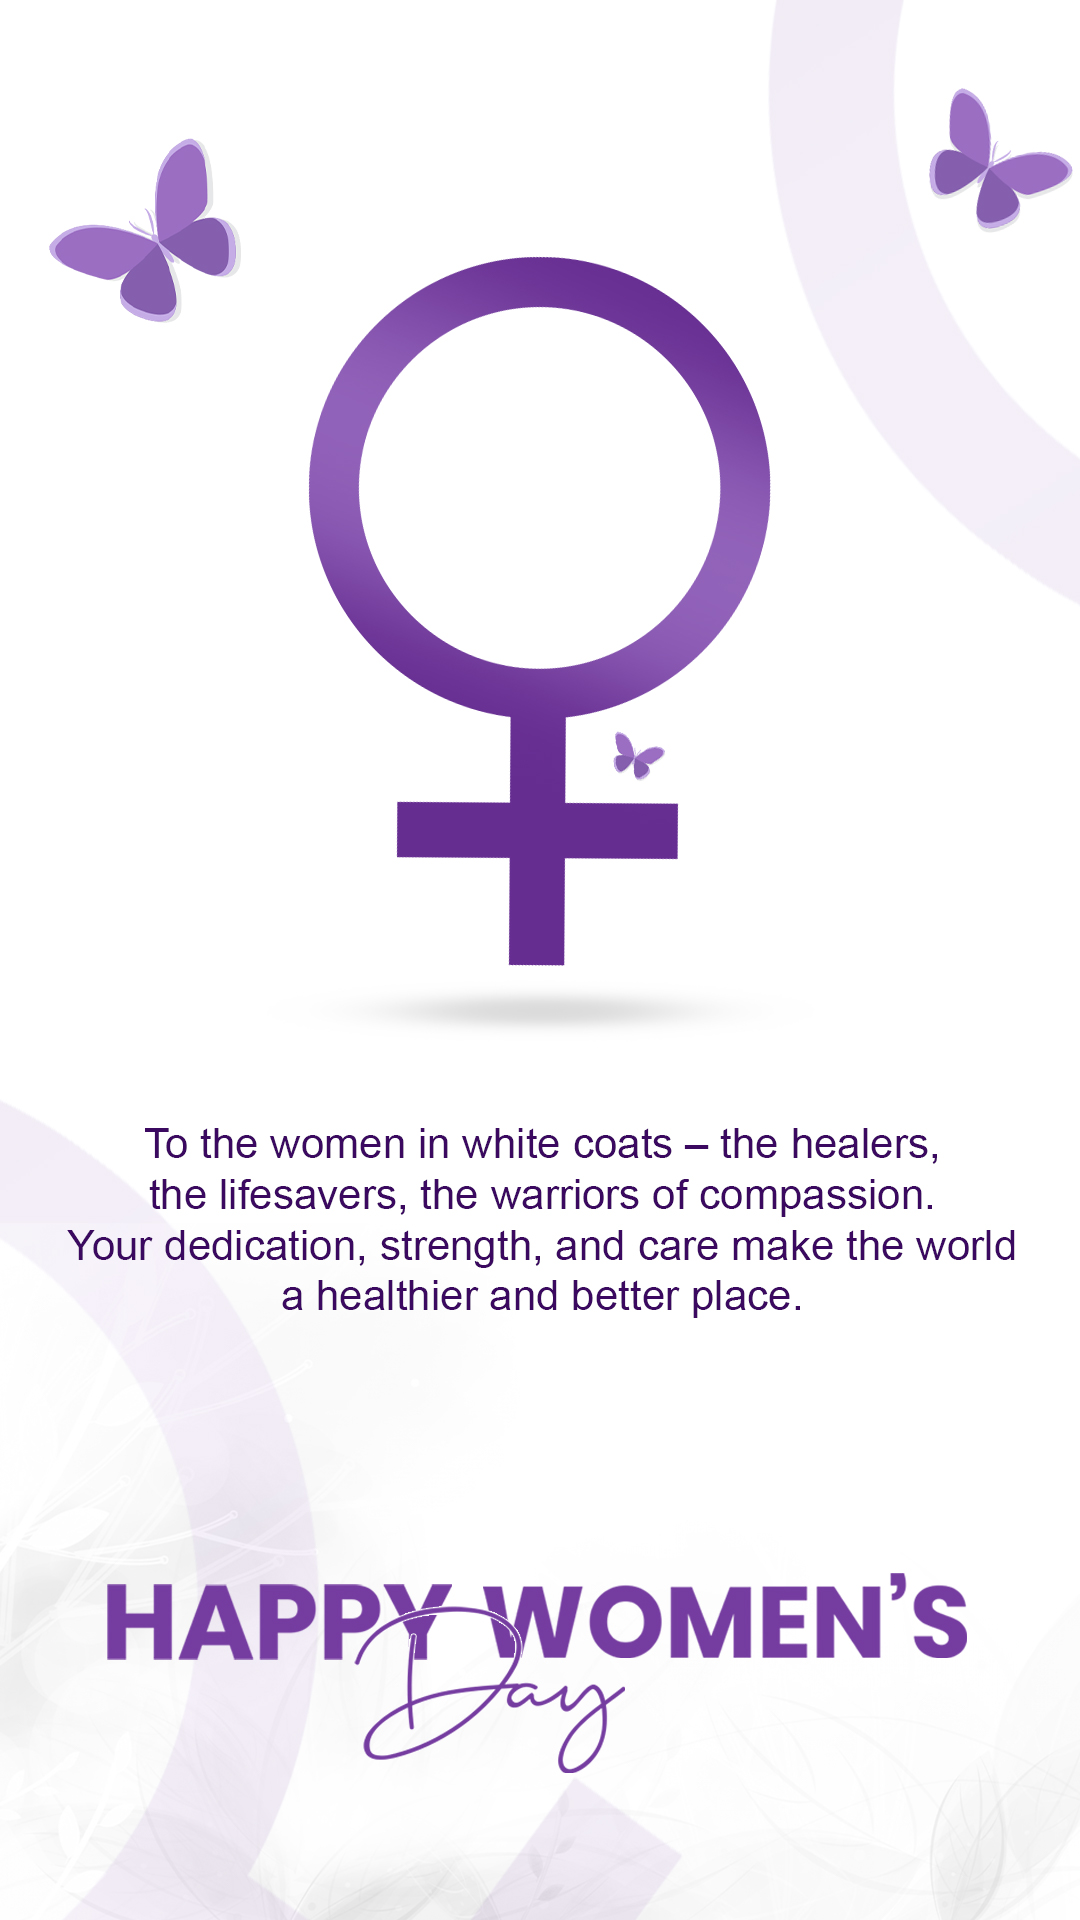 To the women in white coats – the healers,
the lifesavers, the warriors of compassion.
Your dedication, strength, and care make the world
a healthier and better place.
HAPPY WOMEN’S
Day